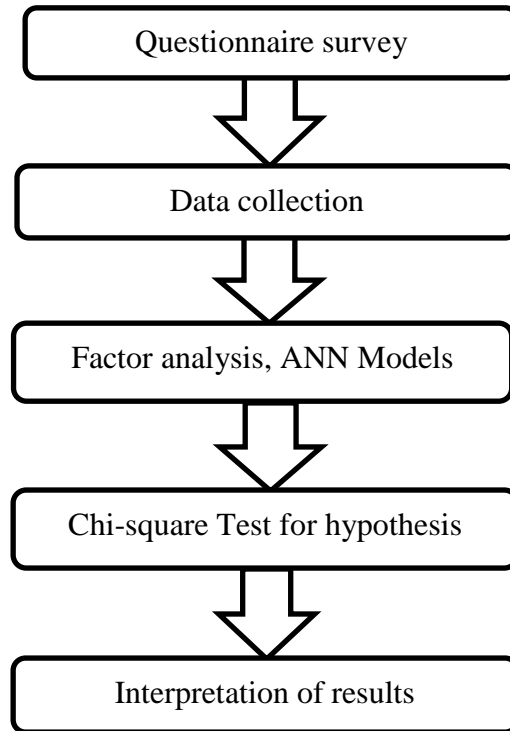 Questionnaire survey
Data collection
Factor analysis, ANN Models
Chi-square Test for hypothesis
Interpretation of results